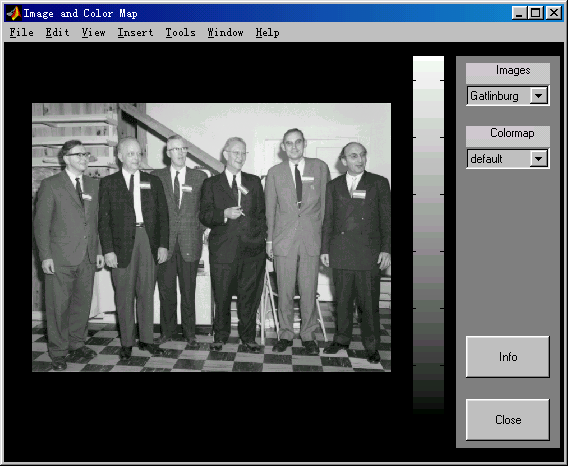 Image and Color Map
File Edit View Insert Tools Window Help
Images
Gatlinburg
Colormap
default
Info
Close